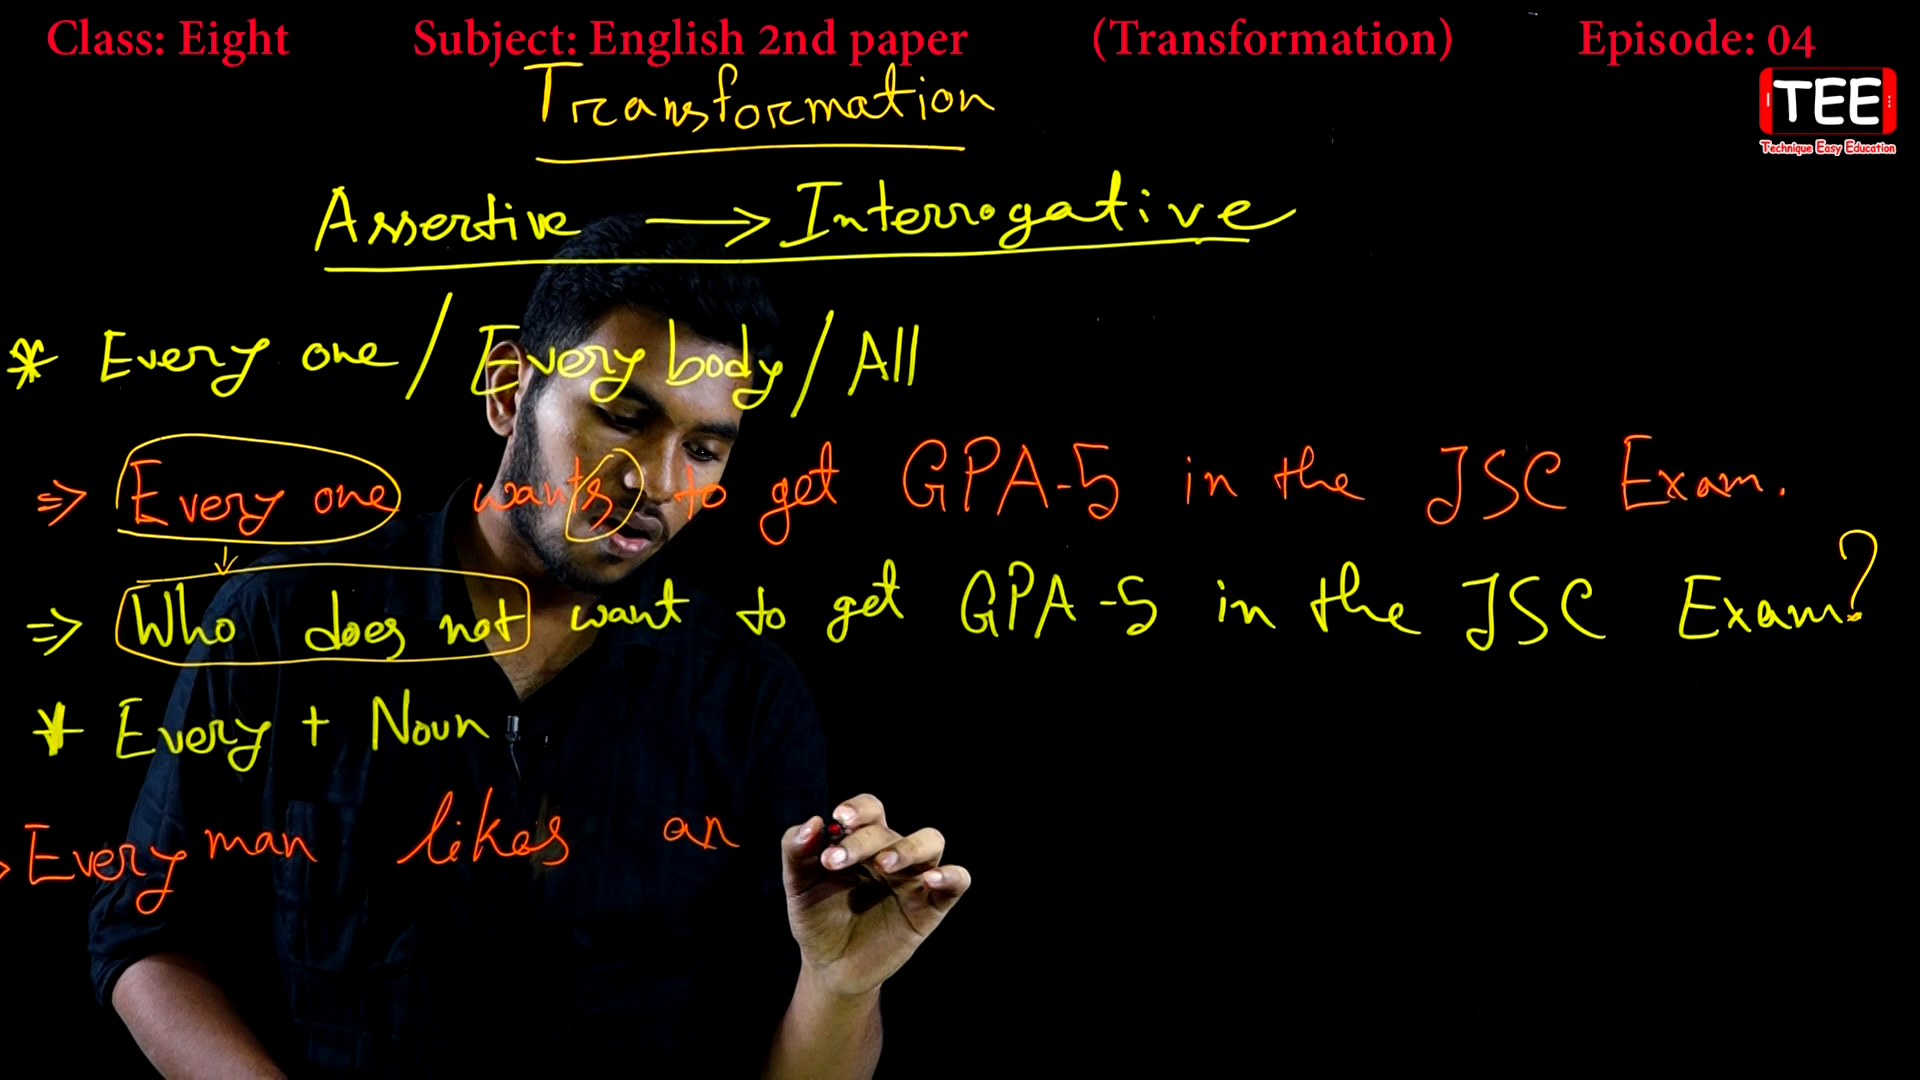 Class: Eight Subject: English 2nd paper (Transformation) Episode: 04
TEE
Technique Easy Education
Transformation
Assertive → Interrogative
* Every one / Every body / All
⇒ Every one wants to get GPA-5 in the JSC Exam.
⇒ Who does not want to get GPA-5 in the JSC Exam?
* Every + Noun
Every man likes an